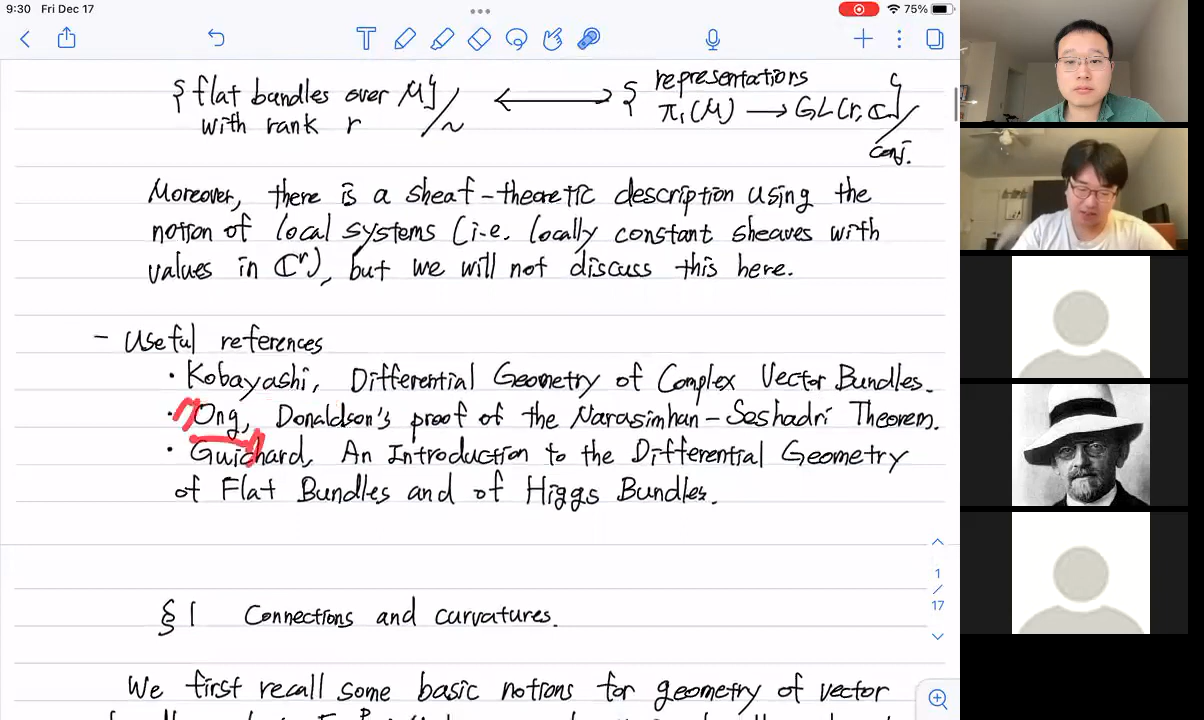 9:30 Fri Dec 17
75%
{ flat bundles over M } / ~ ⟷ { representations
with rank r π₁(M) → GL(r, ℂ) } / conj.
Moreover, there is a sheaf-theoretic description using the
notion of local systems (i.e. locally constant sheaves with
values in ℂʳ), but we will not discuss this here.
- Useful references
· Kobayashi, Differential Geometry of Complex Vector Bundles.
· Ong, Donaldson's proof of the Narasimhan-Seshadri Theorem.
· Guichard, An Introduction to the Differential Geometry
of Flat Bundles and of Higgs Bundles.
1
/
17
§1 Connections and curvatures.
We first recall some basic notions for geometry of vector